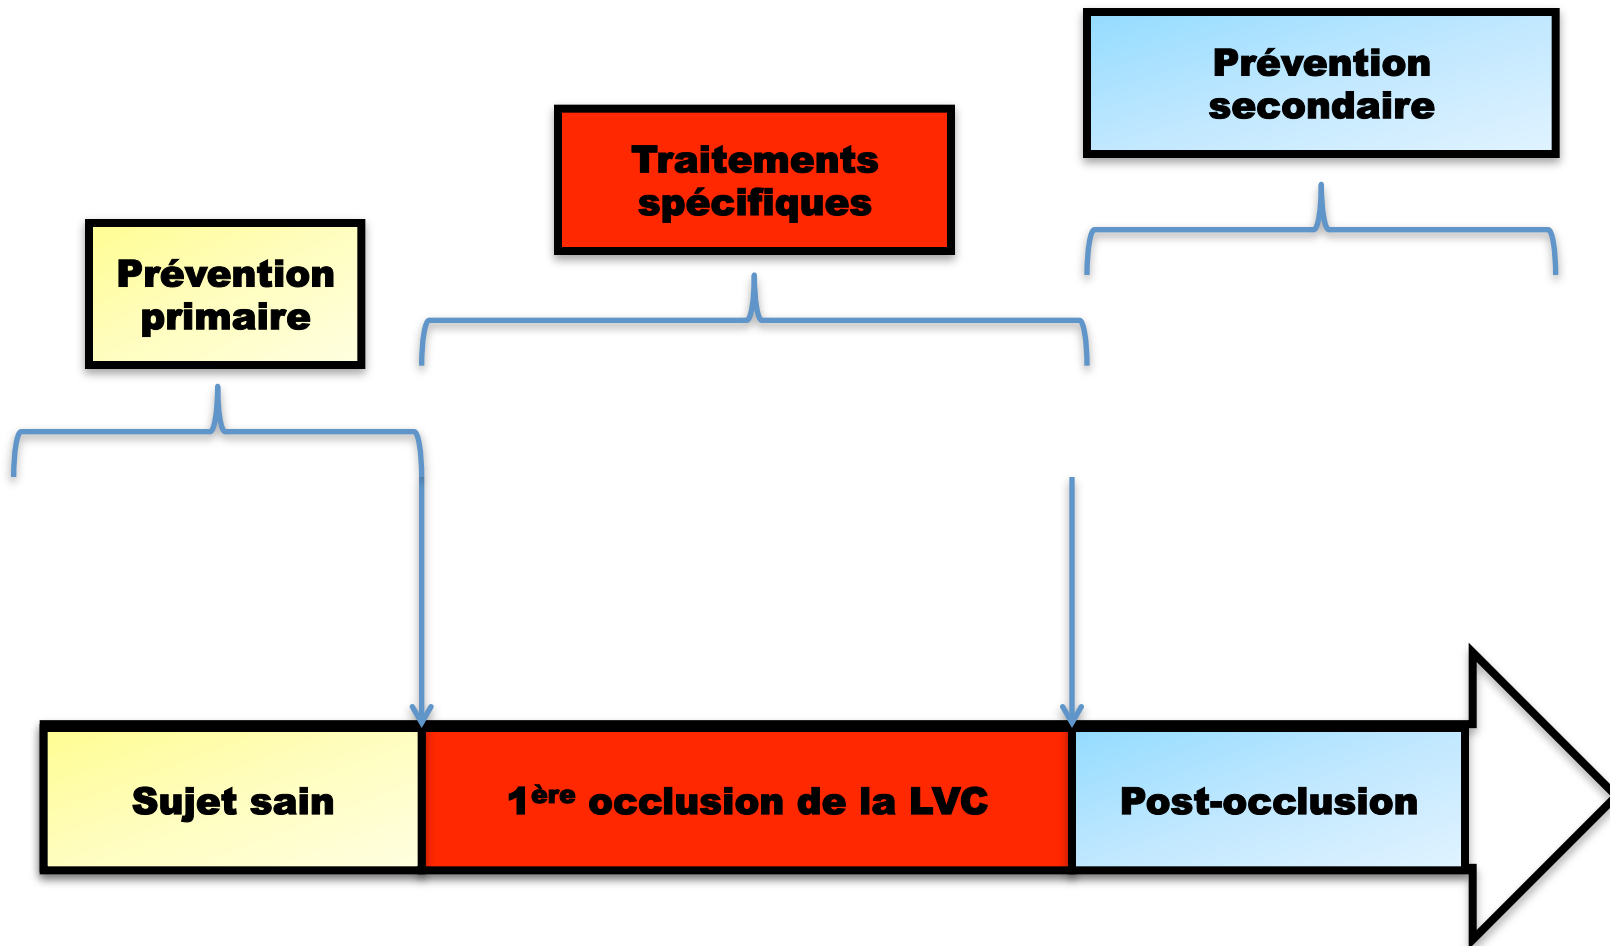 Prévention
secondaire
Traitements
spécifiques
Prévention
primaire
Sujet sain
1ère occlusion de la LVC
Post-occlusion